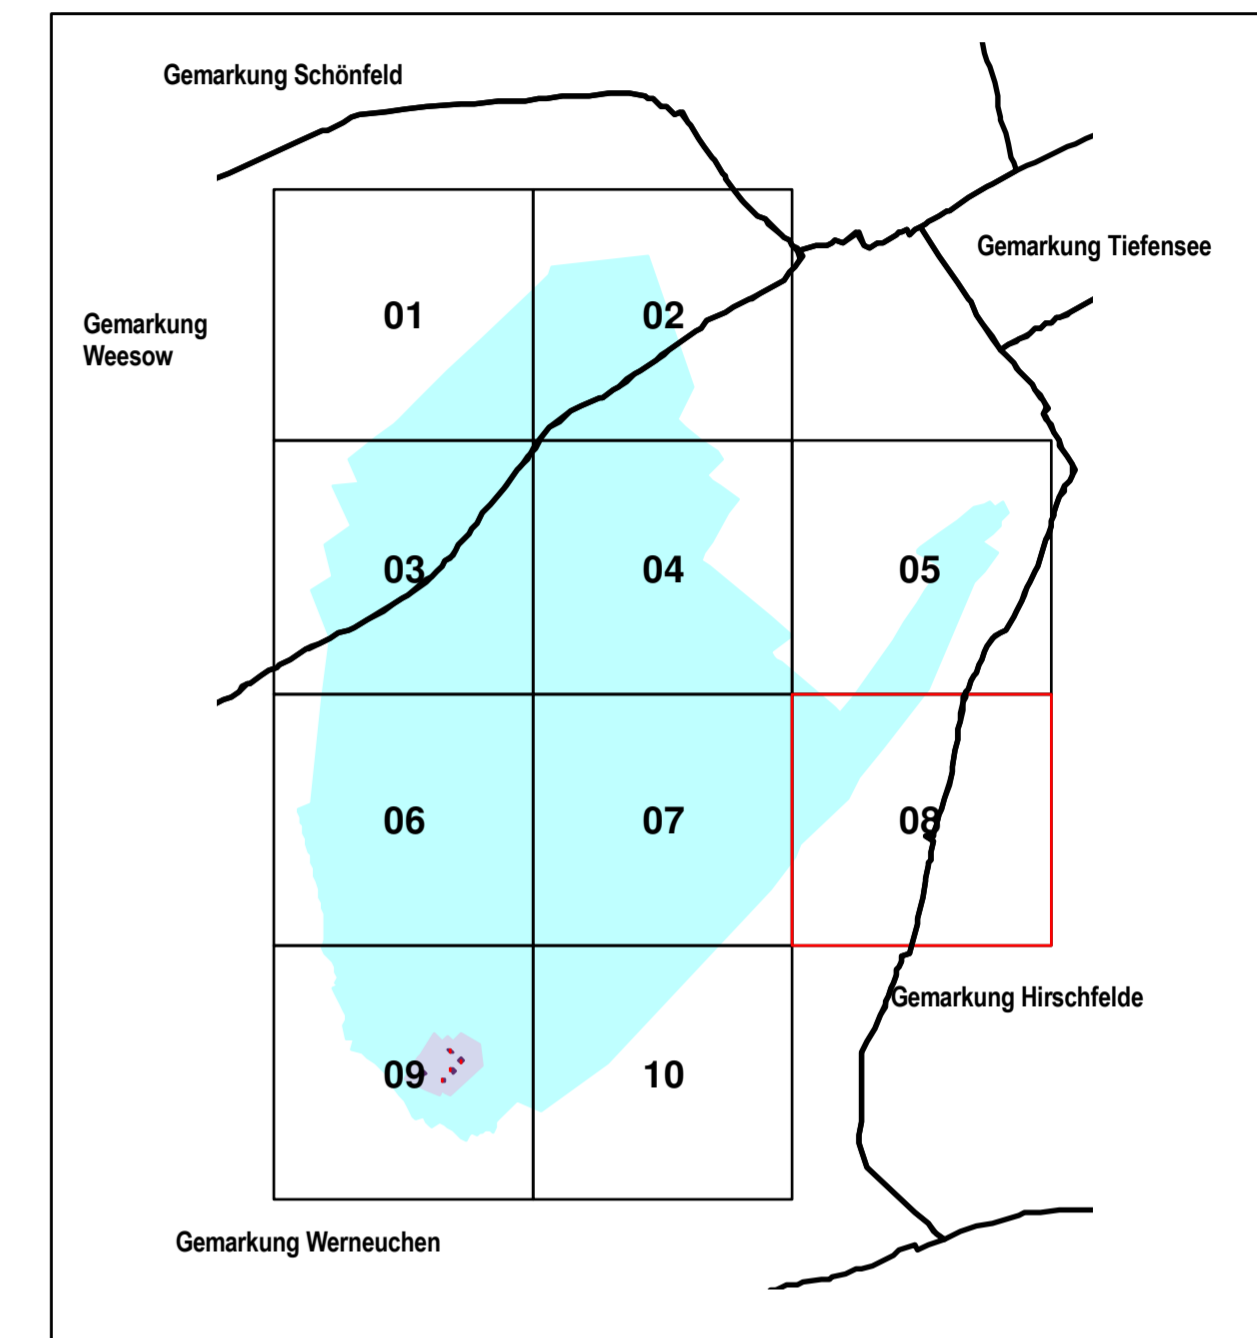 Gemarkung Schönfeld
Gemarkung Tiefensee
Gemarkung
Weesow
01
02
03
04
05
06
07
08
Gemarkung Hirschfelde
09
10
Gemarkung Werneuchen